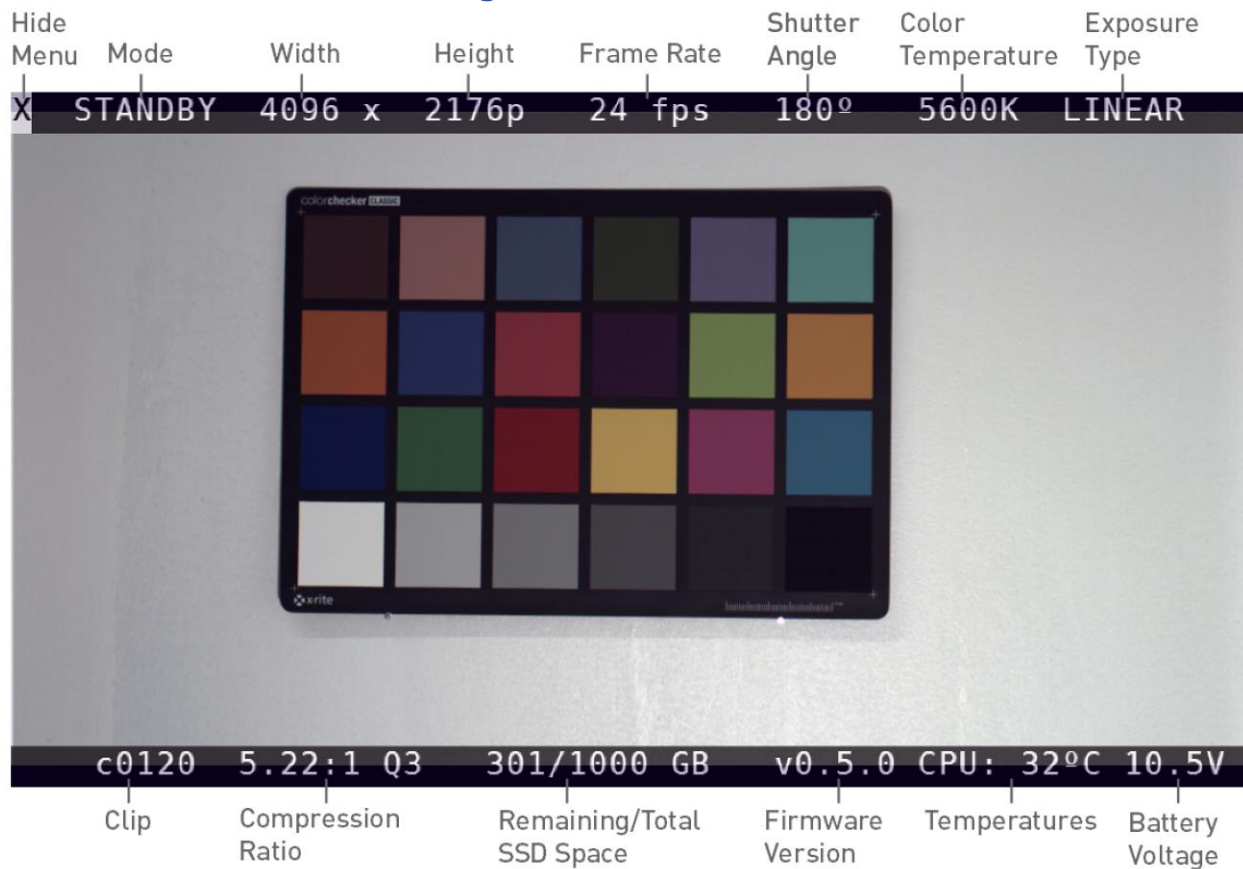 Hide
Menu
Mode
Width
Height
Frame Rate
Shutter
Angle
Color
Temperature
Exposure
Type
X STANDBY 4096 x 2176p 24 fps 180º 5600K LINEAR
colorchecker CLASSIC
x-rite
c0120 5.22:1 Q3 301/1000 GB v0.5.0 CPU: 32ºC 10.5V
Clip
Compression
Ratio
Remaining/Total
SSD Space
Firmware
Version
Temperatures
Battery
Voltage